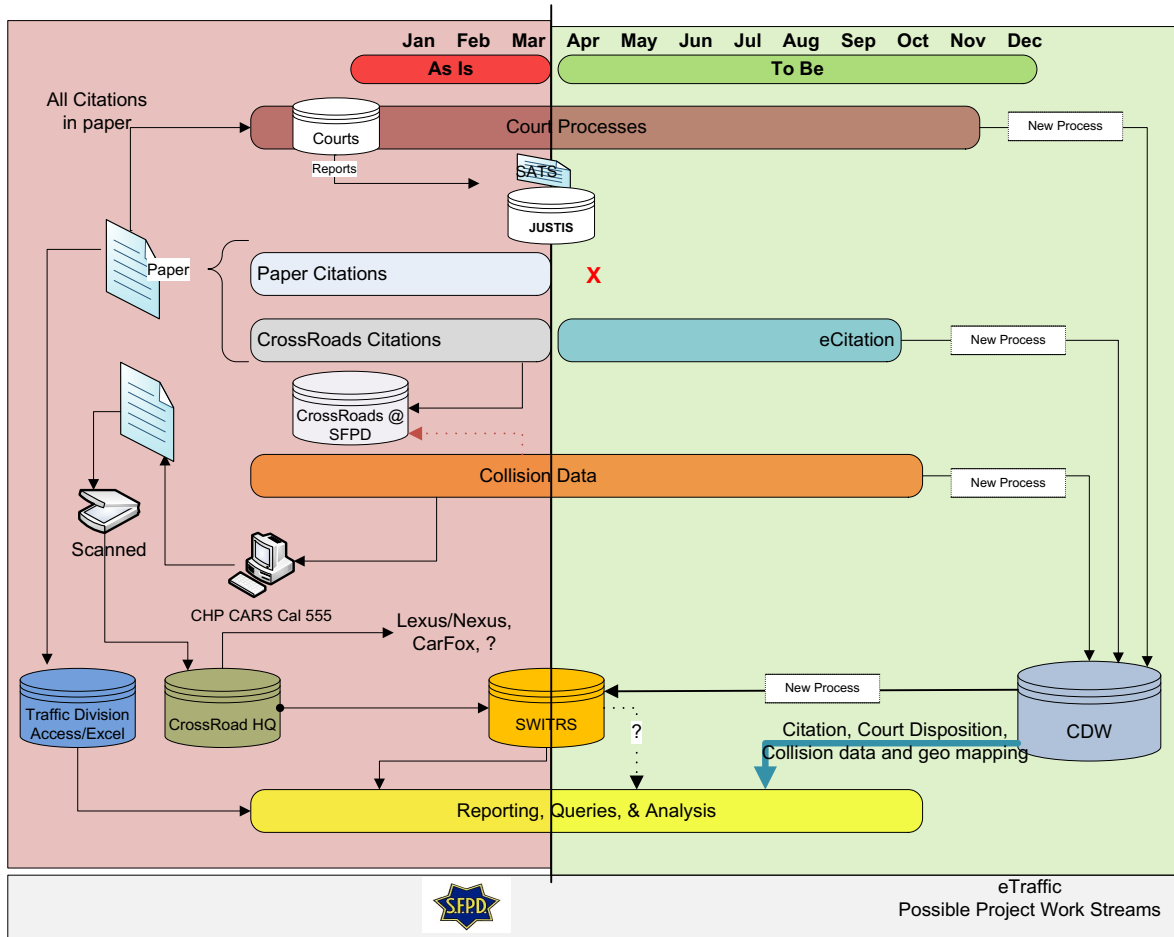 Jan Feb Mar Apr May Jun Jul Aug Sep Oct Nov Dec
As Is
To Be
All Citations
in paper
Courts
Court Processes
New Process
Reports
SATS
JUSTIS
Paper
Paper Citations
X
CrossRoads Citations
eCitation
New Process
CrossRoads @
SFPD
Collision Data
New Process
Scanned
CHP CARS Cal 555
Lexus/Nexus,
CarFox, ?
Traffic Division
Access/Excel
CrossRoad HQ
SWITRS
New Process
?
Citation, Court Disposition,
Collision data and geo mapping
CDW
Reporting, Queries, & Analysis
S.F.P.D.
eTraffic
Possible Project Work Streams